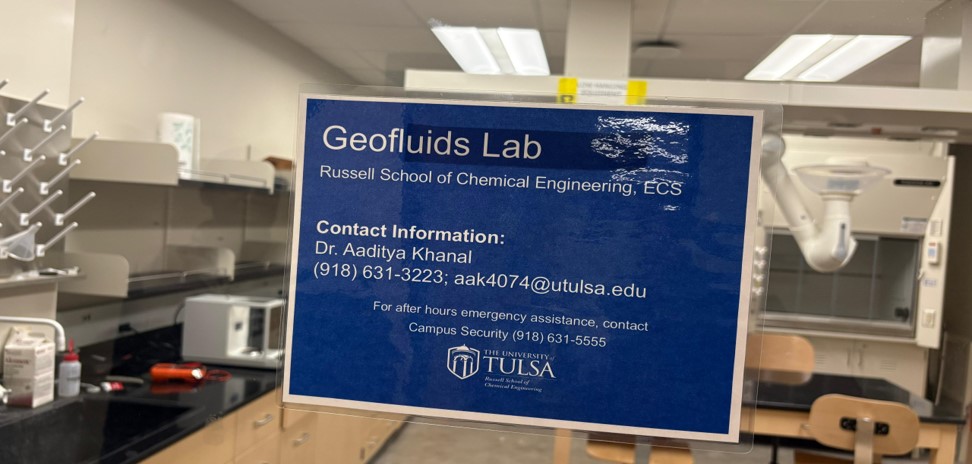 Geofluids Lab
Russell School of Chemical Engineering, ECS
Contact Information:
Dr. Aaditya Khanal
(918) 631-3223; aak4074@utulsa.edu
For after hours emergency assistance, contact
Campus Security (918) 631-5555
THE UNIVERSITY of
TULSA
Russell School of
Chemical Engineering